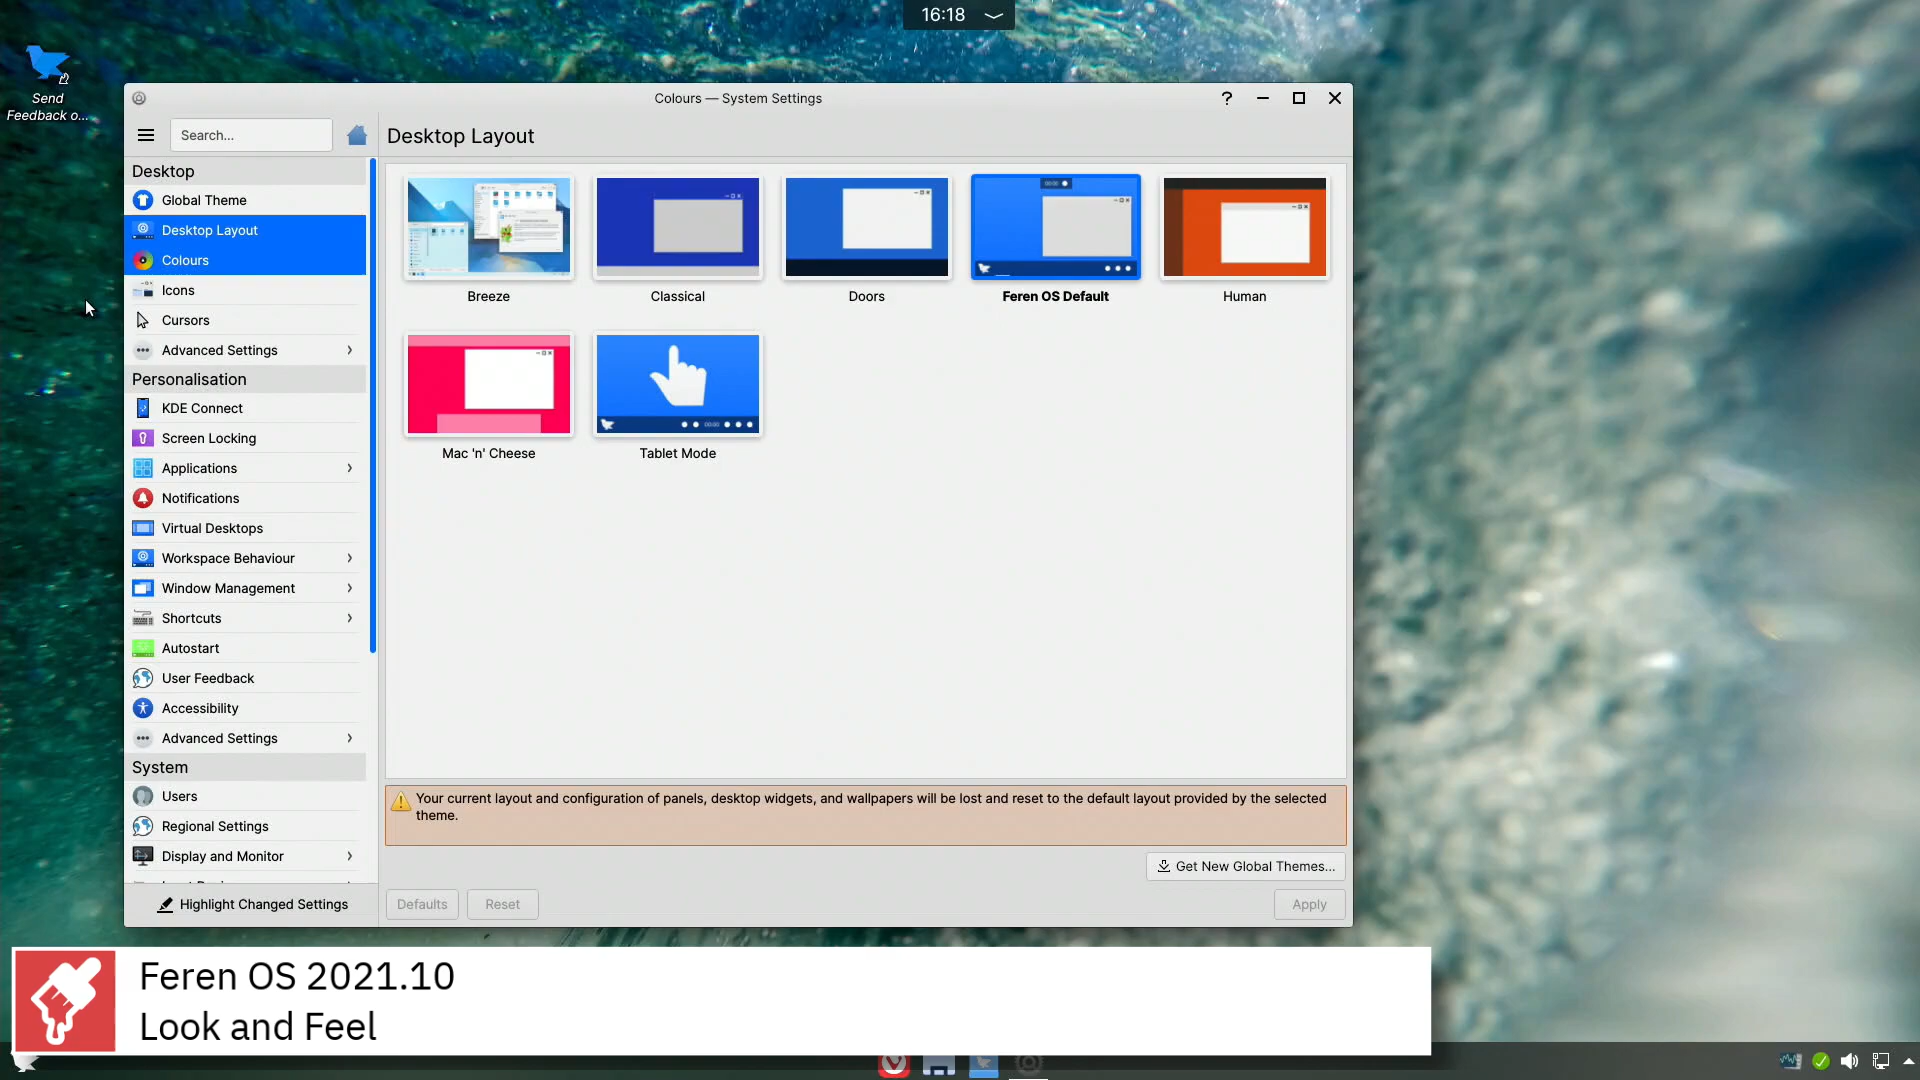 16:18
Send
Feedback o...
Colours — System Settings
Search...
Desktop Layout
Desktop
Global Theme
Desktop Layout
Colours
Icons
Cursors
Advanced Settings
Personalisation
KDE Connect
Screen Locking
Applications
Notifications
Virtual Desktops
Workspace Behaviour
Window Management
Shortcuts
Autostart
User Feedback
Accessibility
Advanced Settings
System
Users
Regional Settings
Display and Monitor
Highlight Changed Settings
00:00
Breeze
Classical
Doors
Feren OS Default
Human
00:00
Mac 'n' Cheese
Tablet Mode
Your current layout and configuration of panels, desktop widgets, and wallpapers will be lost and reset to the default layout provided by the selected
theme.
Get New Global Themes...
Defaults
Reset
Apply
Feren OS 2021.10
Look and Feel